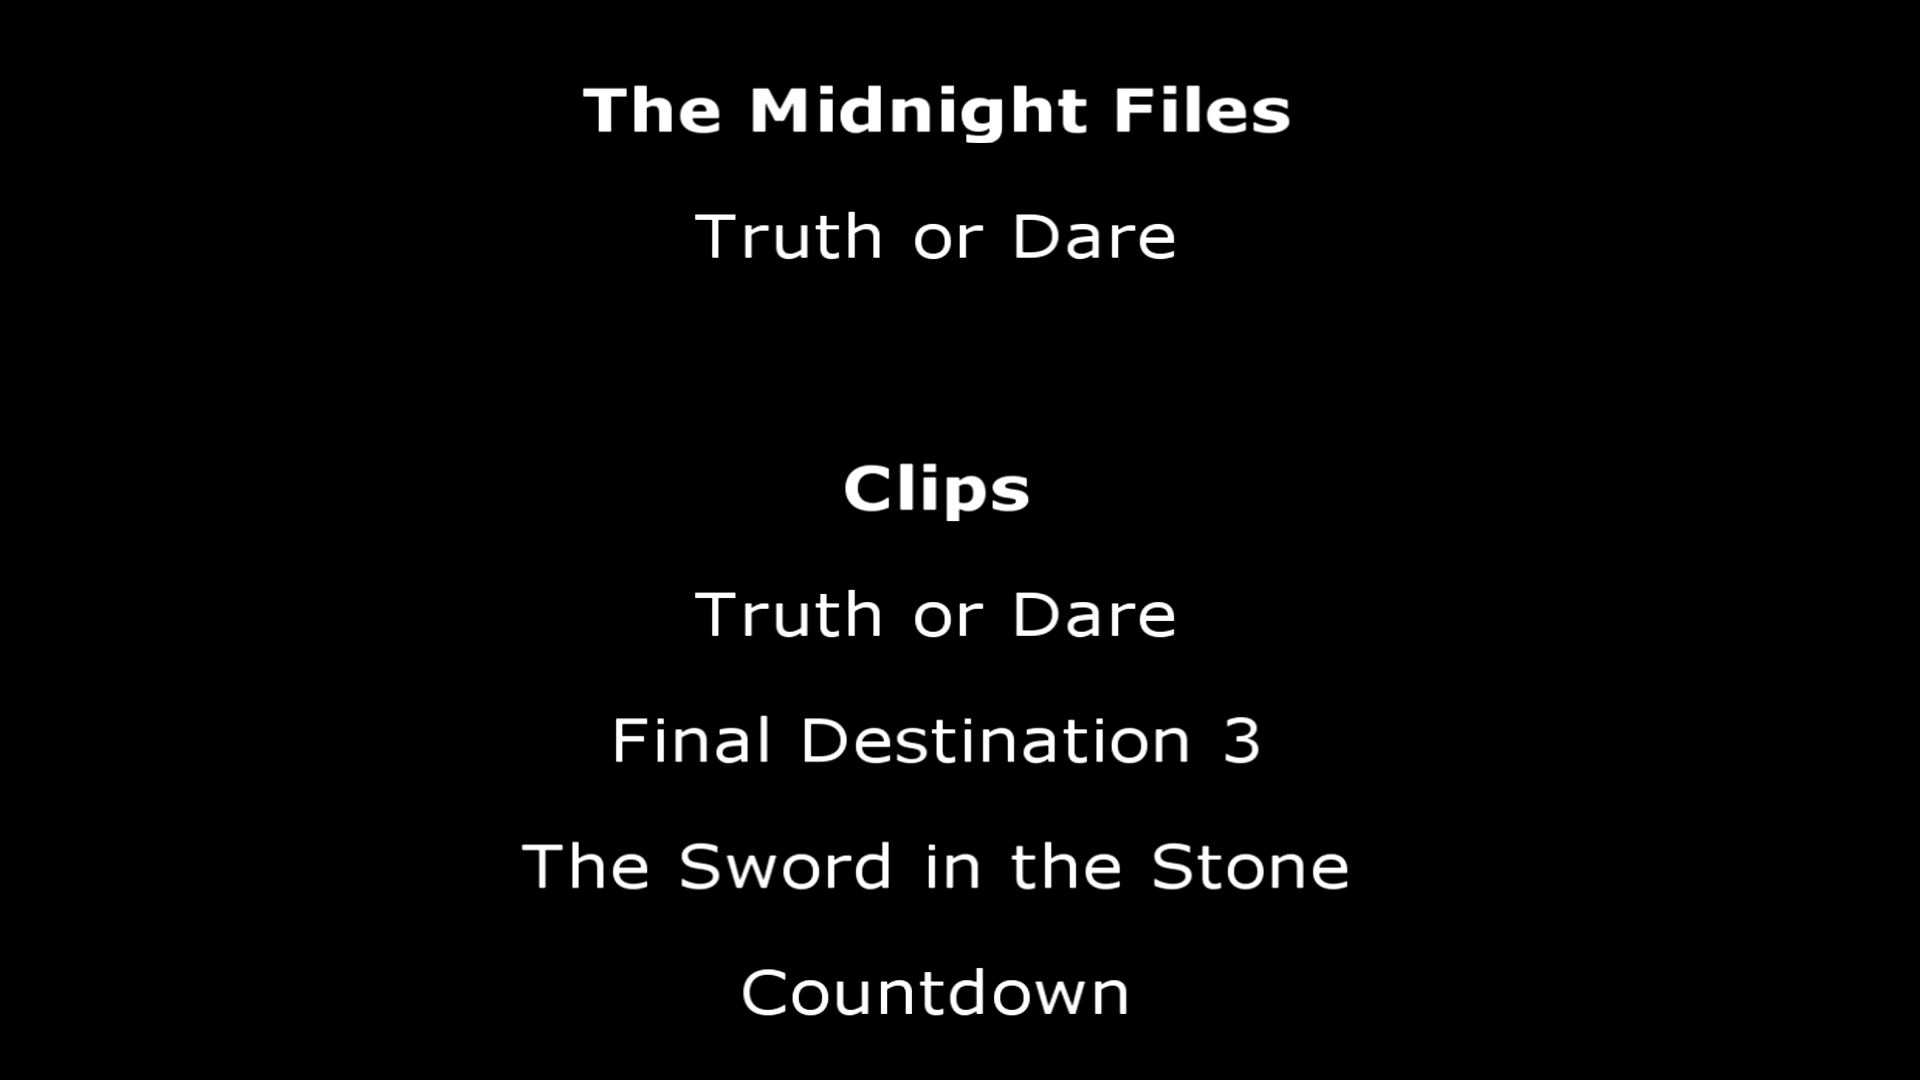 The Midnight Files
Truth or Dare
Clips
Truth or Dare
Final Destination 3
The Sword in the Stone
Countdown